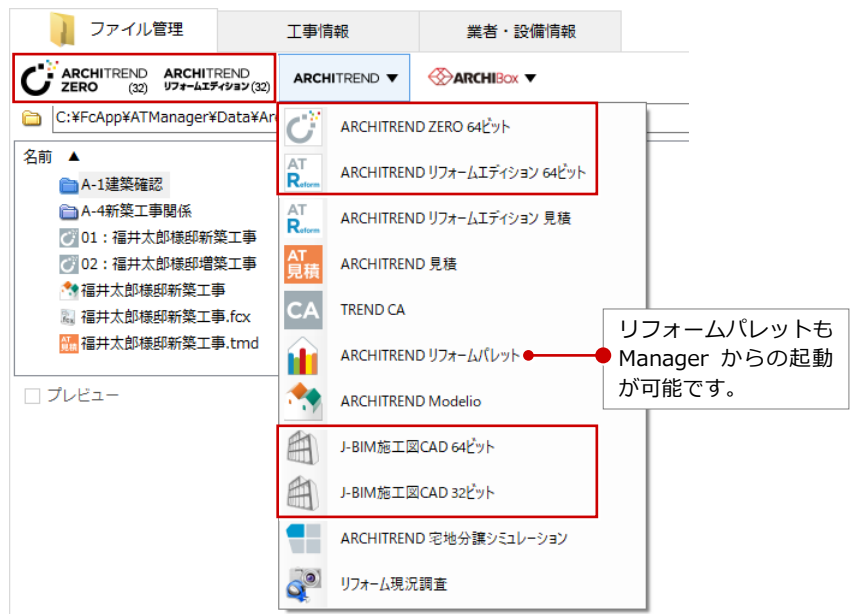 ファイル管理
工事情報
業者・設備情報
ARCHITREND ZERO (32)
ARCHITREND リフォームエディション(32)
ARCHITREND ▼
ARCHIBOX ▼
C:¥FcApp¥ATManager¥Data¥Ar
名前 ▲
A-1建築確認
A-4新築工事関係
01：福井太郎様邸新築工事
02：福井太郎様邸増築工事
福井太郎様邸新築工事
福井太郎様邸新築工事.fcx
福井太郎様邸新築工事.tmd
プレビュー
ARCHITREND ZERO 64ビット
AT Reform
ARCHITREND リフォームエディション 64ビット
AT Reform
ARCHITREND リフォームエディション 見積
AT見積
ARCHITREND 見積
CA
TREND CA
ARCHITREND リフォームパレット
ARCHITREND Modelio
J-BIM施工図CAD 64ビット
J-BIM施工図CAD 32ビット
ARCHITREND 宅地分譲シミュレーション
リフォーム現況調査
リフォームパレットも
Manager からの起動
が可能です。